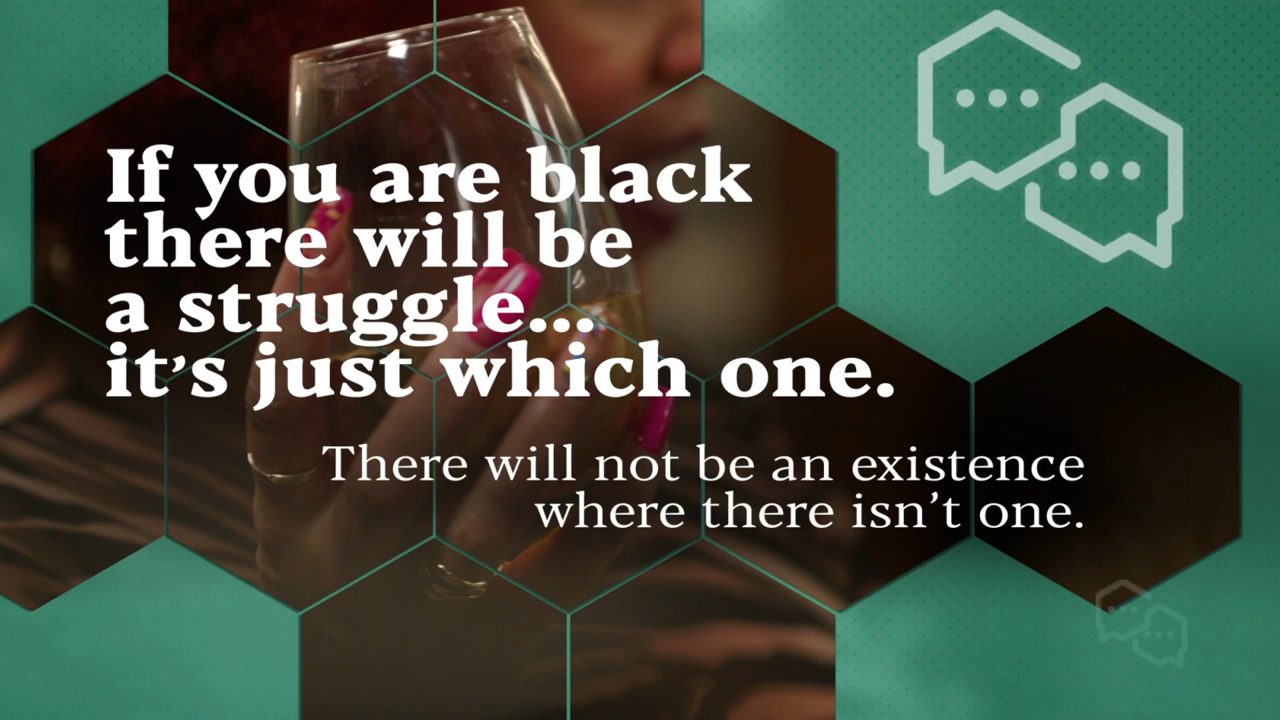 If you are black
there will be
a struggle...
it’s just which one.
There will not be an existence
where there isn’t one.